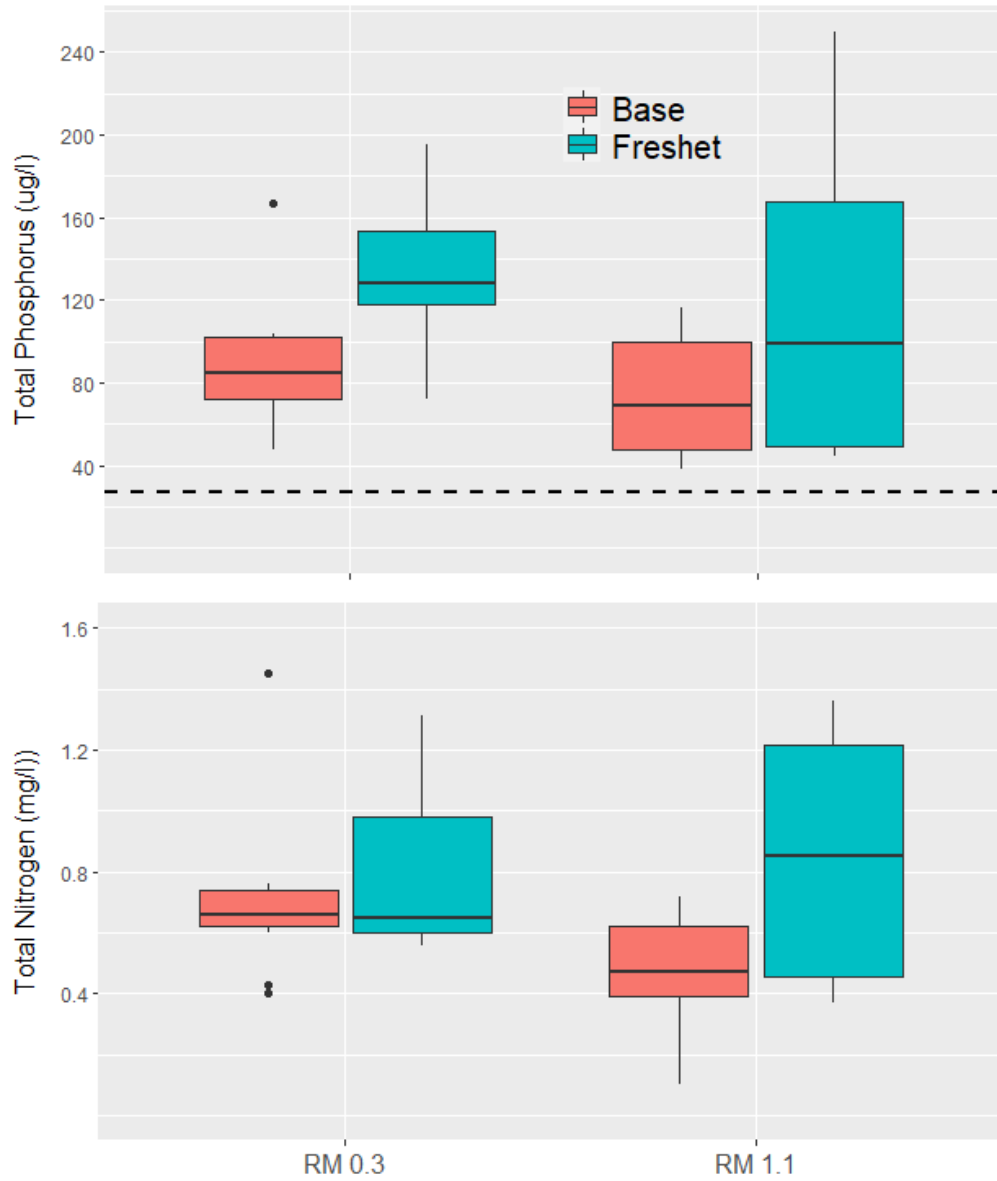 Total Phosphorus (ug/l)
240
200
160
120
80
40
Base
Freshet
Total Nitrogen (mg/l))
1.6
1.2
0.8
0.4
RM 0.3
RM 1.1